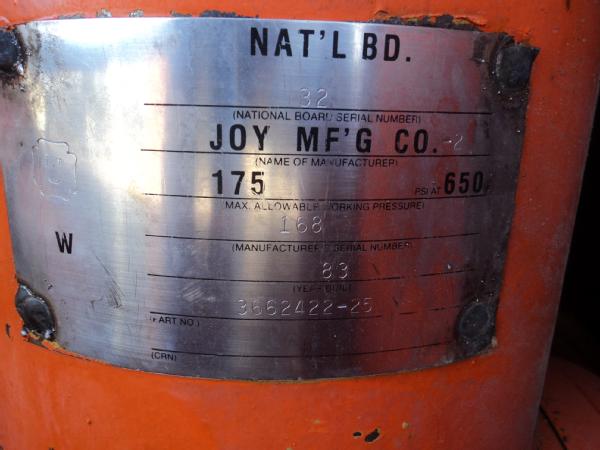 NAT'L BD.
32
(NATIONAL BOARD SERIAL NUMBER)
JOY MF'G CO. -2
(NAME OF MANUFACTURER)
175 PSI AT 650
MAX. ALLOWABLE WORKING PRESSURE)
168
(MANUFACTURER'S SERIAL NUMBER)
W
83
(YEAR BUILT)
3662422-25
(PART NO.)
(CRN)